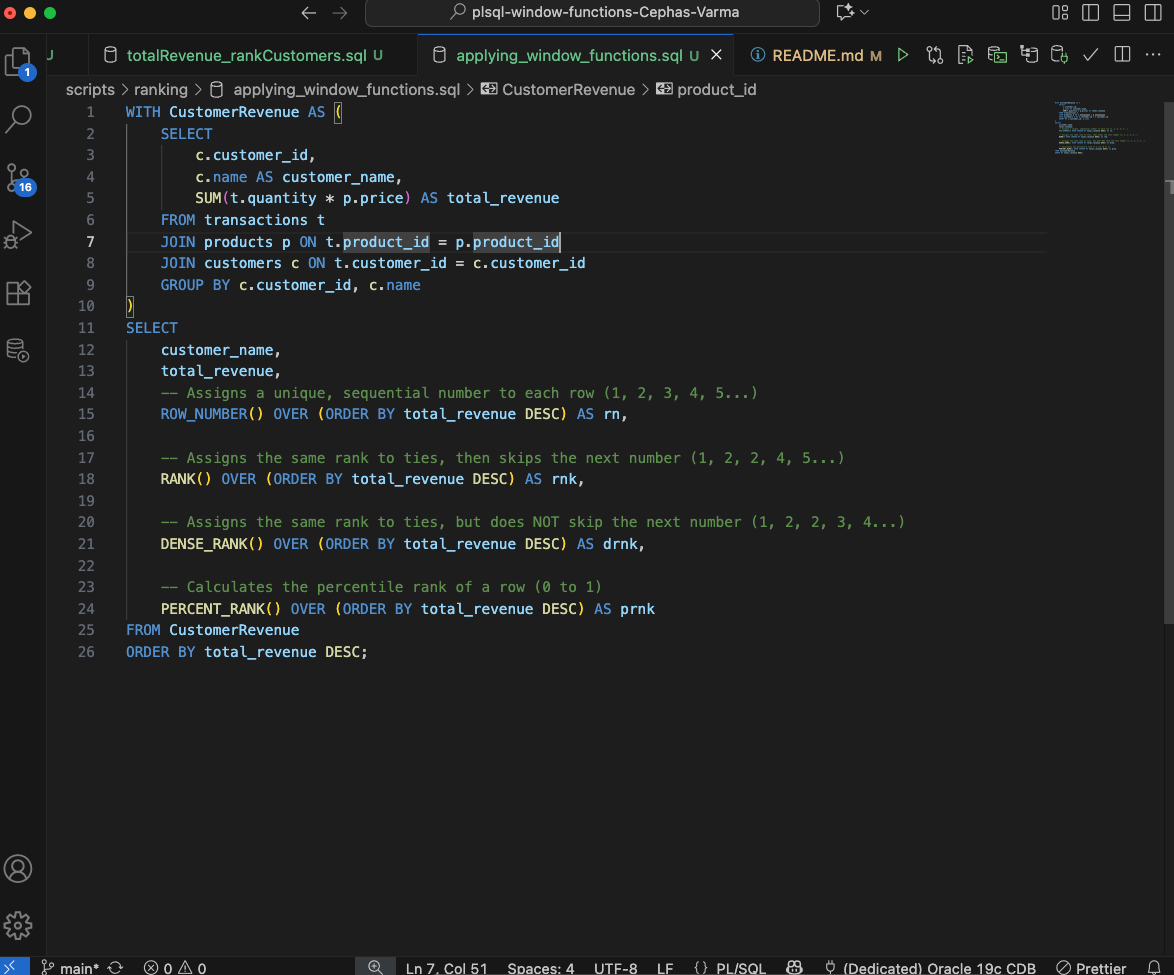 plsql-window-functions-Cephas-Varma
totalRevenue_rankCustomers.sql U
applying_window_functions.sql U
README.md M
1
16
scripts > ranking > applying_window_functions.sql > CustomerRevenue > product_id
1 WITH CustomerRevenue AS (
2 SELECT
3 c.customer_id,
4 c.name AS customer_name,
5 SUM(t.quantity * p.price) AS total_revenue
6 FROM transactions t
7 JOIN products p ON t.product_id = p.product_id
8 JOIN customers c ON t.customer_id = c.customer_id
9 GROUP BY c.customer_id, c.name
10 )
11 SELECT
12 customer_name,
13 total_revenue,
14 -- Assigns a unique, sequential number to each row (1, 2, 3, 4, 5...)
15 ROW_NUMBER() OVER (ORDER BY total_revenue DESC) AS rn,
16
17 -- Assigns the same rank to ties, then skips the next number (1, 2, 2, 4, 5...)
18 RANK() OVER (ORDER BY total_revenue DESC) AS rnk,
19
20 -- Assigns the same rank to ties, but does NOT skip the next number (1, 2, 2, 3, 4...)
21 DENSE_RANK() OVER (ORDER BY total_revenue DESC) AS drnk,
22
23 -- Calculates the percentile rank of a row (0 to 1)
24 PERCENT_RANK() OVER (ORDER BY total_revenue DESC) AS prnk
25 FROM CustomerRevenue
26 ORDER BY total_revenue DESC;
main* 0 0 Ln 7, Col 51 Spaces: 4 UTF-8 LF {} PL/SQL (Dedicated) Oracle 19c CDB Prettier